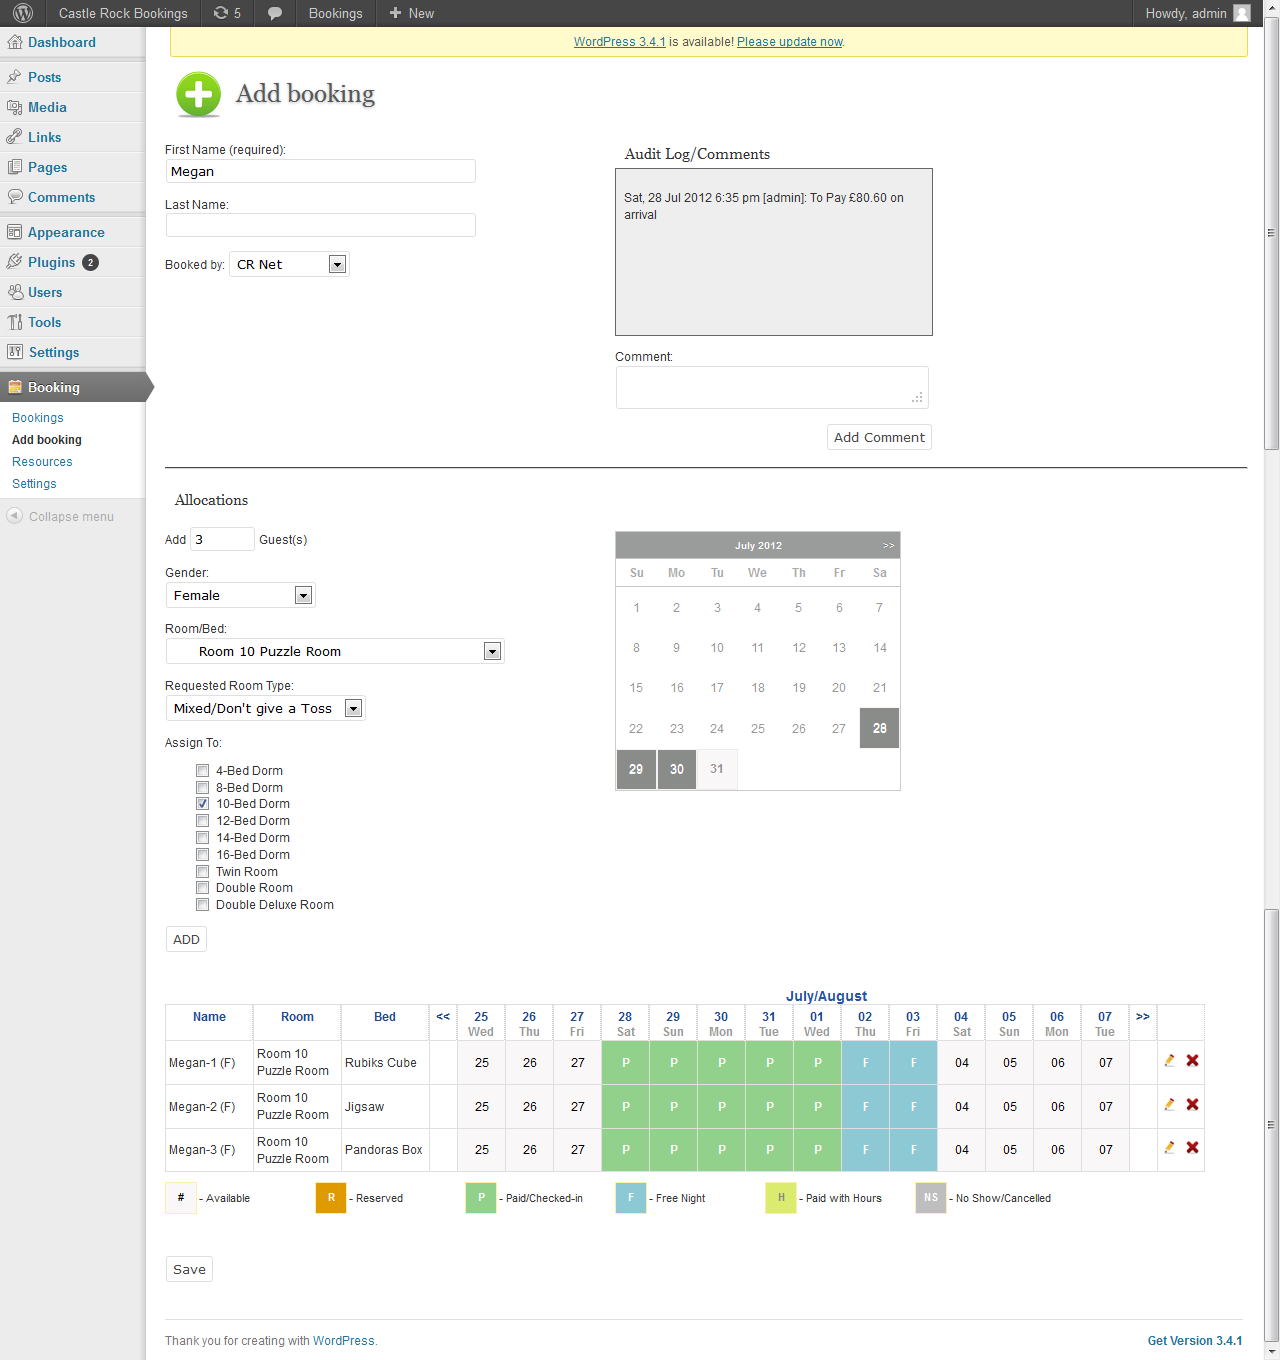 Castle Rock Bookings 5 Bookings + New Howdy, admin
WordPress 3.4.1 is available! Please update now.
Dashboard
Posts
Media
Links
Pages
Comments
Appearance
Plugins 2
Users
Tools
Settings
Booking
Bookings
Add booking
Resources
Settings
Collapse menu
Add booking
First Name (required):
Megan
Last Name:
Booked by: CR Net
Audit Log/Comments
Sat, 28 Jul 2012 6:35 pm [admin]: To Pay £80.60 on
arrival
Comment:
Add Comment
Allocations
Add 3 Guest(s)
Gender:
Female
Room/Bed:
Room 10 Puzzle Room
Requested Room Type:
Mixed/Don't give a Toss
Assign To:
4-Bed Dorm
8-Bed Dorm
10-Bed Dorm
12-Bed Dorm
14-Bed Dorm
16-Bed Dorm
Twin Room
Double Room
Double Deluxe Room
ADD
July 2012 >>
Su Mo Tu We Th Fr Sa
1 2 3 4 5 6 7
8 9 10 11 12 13 14
15 16 17 18 19 20 21
22 23 24 25 26 27 28
29 30 31
July/August
Name Room Bed << 25 26 27 28 29 30 31 01 02 03 04 05 06 07 >>
Wed Thu Fri Sat Sun Mon Tue Wed Thu Fri Sat Sun Mon Tue
Megan-1 (F) Room 10 Puzzle Room Rubiks Cube 25 26 27 P P P P P F F 04 05 06 07
Megan-2 (F) Room 10 Puzzle Room Jigsaw 25 26 27 P P P P P F F 04 05 06 07
Megan-3 (F) Room 10 Puzzle Room Pandoras Box 25 26 27 P P P P P F F 04 05 06 07
# - Available R - Reserved P - Paid/Checked-in F - Free Night H - Paid with Hours NS - No Show/Cancelled
Save
Thank you for creating with WordPress. Get Version 3.4.1